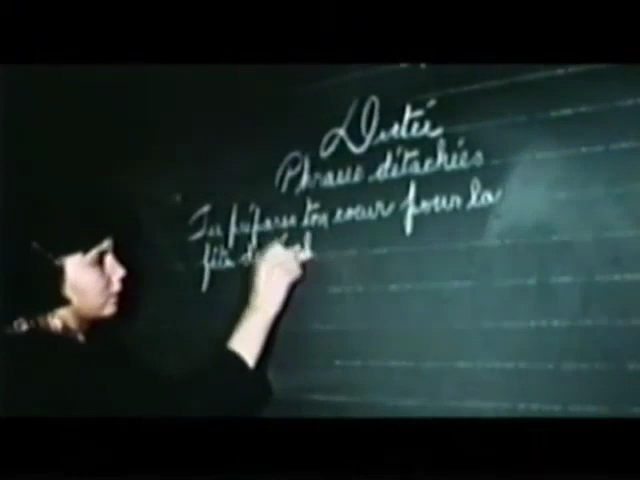 Dictée
Phrases détachées
Tu prépares ton coeur pour la
fête de